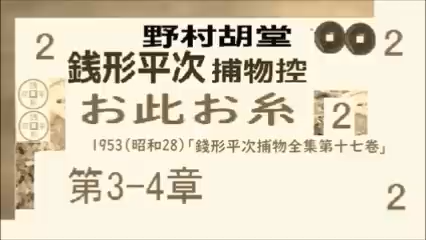 野村胡堂
銭形平次 捕物控
お此お糸
1953(昭和28)「銭形平次捕物全集第十七巻」
第3-4章
2
2
2
2